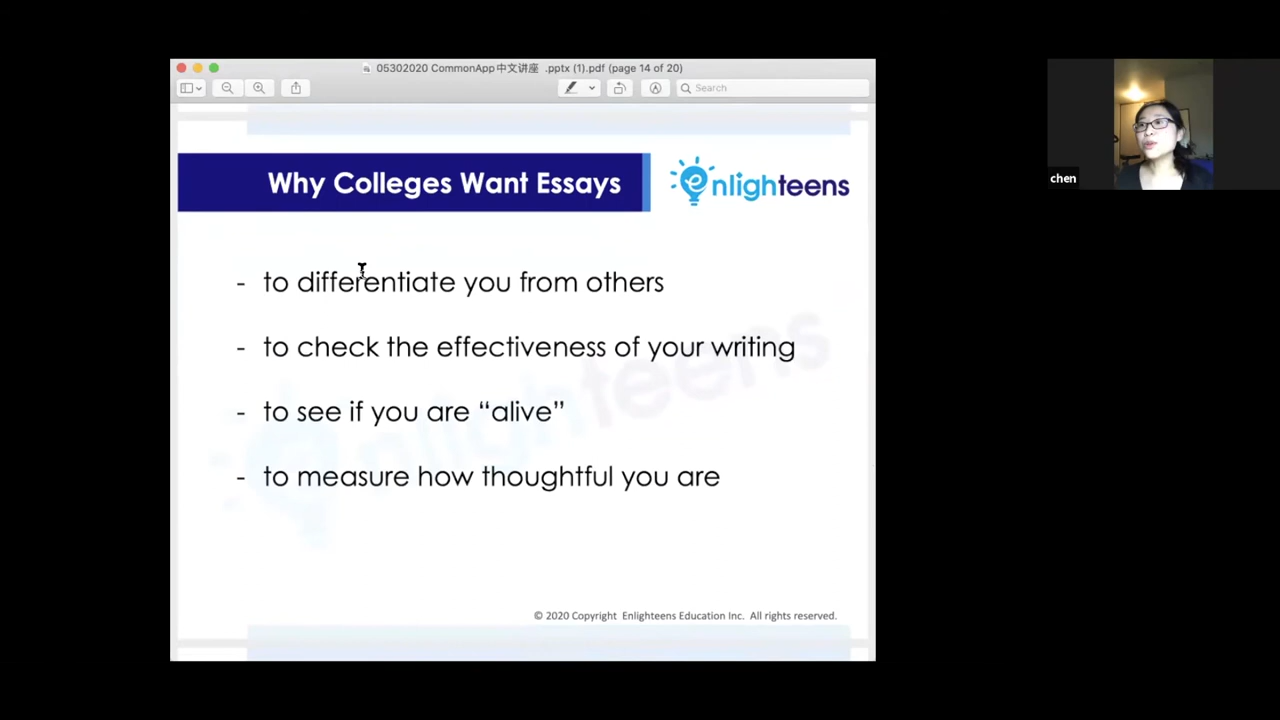 05302020 CommonApp中文讲座 .pptx (1).pdf (page 14 of 20)
Search
Why Colleges Want Essays
enlighteens
- to differentiate you from others
- to check the effectiveness of your writing
- to see if you are “alive”
- to measure how thoughtful you are
enlighteens
© 2020 Copyright Enlighteens Education Inc. All rights reserved.
chen